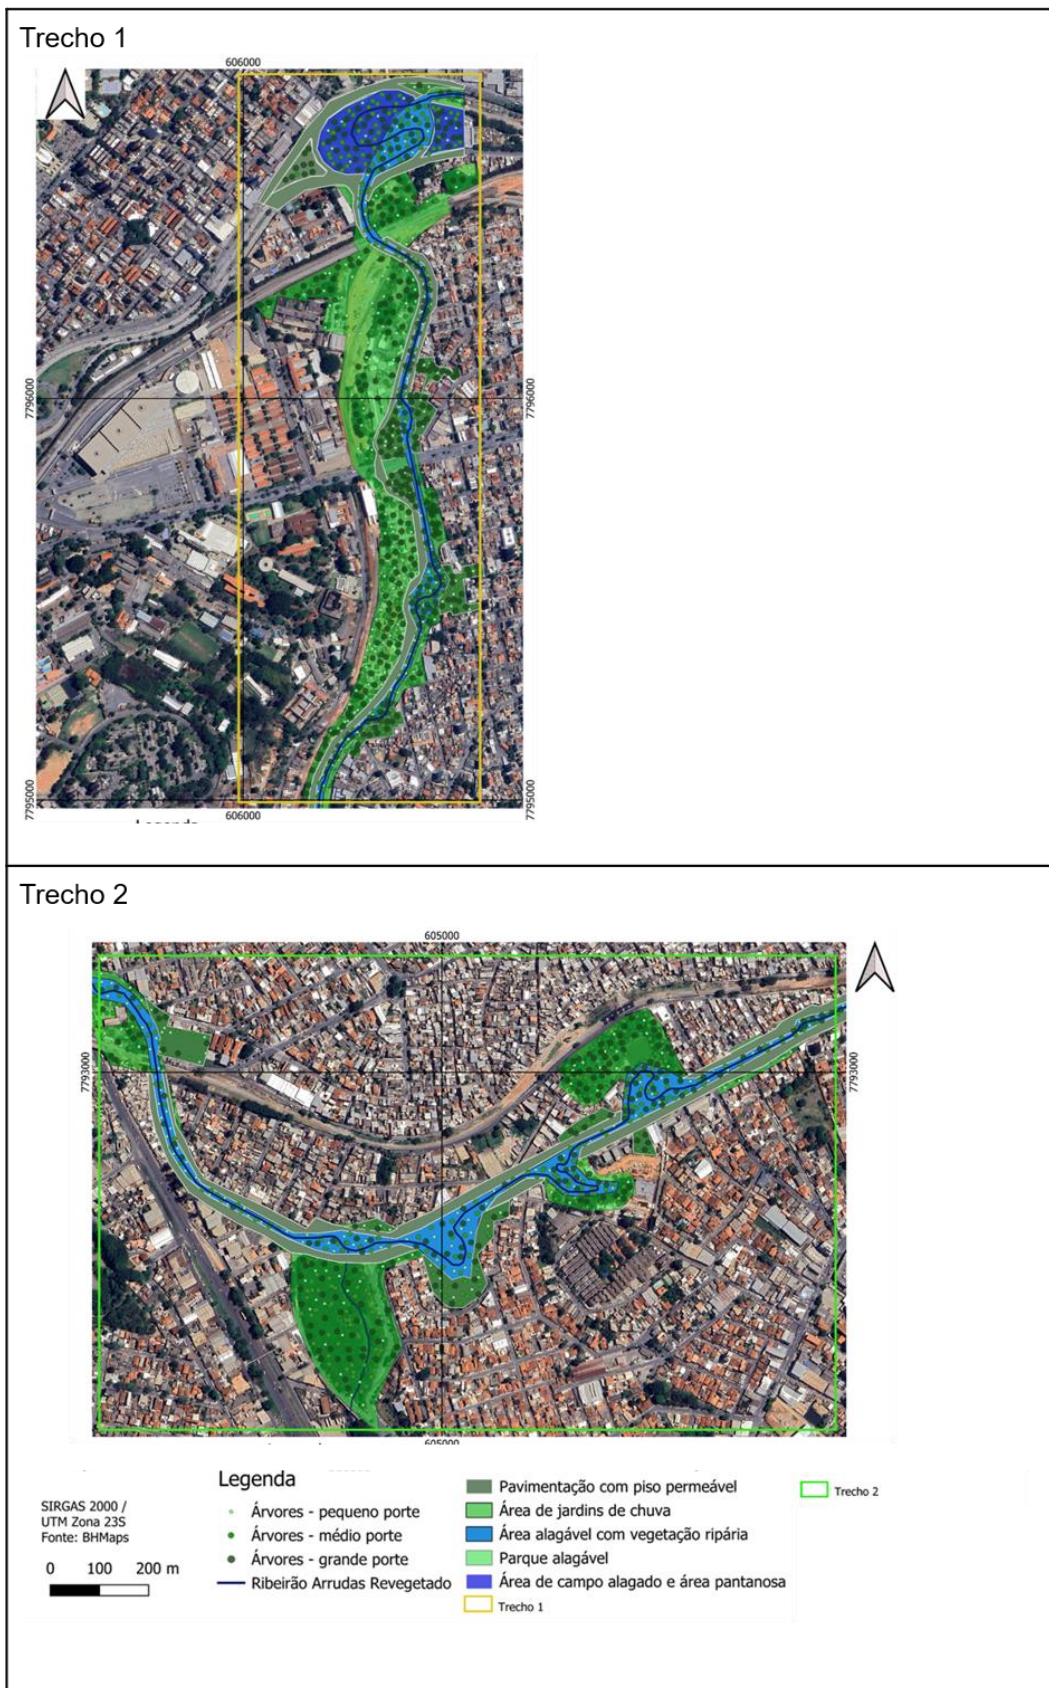 Trecho 1
606000
7796000
7796000
7795000
7795000
606000
Legenda
Trecho 2
605000
7793000
7793000
605000
SIRGAS 2000 /
UTM Zona 23S
Fonte: BHMaps
0 100 200 m
Legenda
Árvores - pequeno porte
Árvores - médio porte
Árvores - grande porte
Ribeirão Arrudas Revegetado
Pavimentação com piso permeável
Área de jardins de chuva
Área alagável com vegetação ripária
Parque alagável
Área de campo alagado e área pantanosa
Trecho 1
Trecho 2